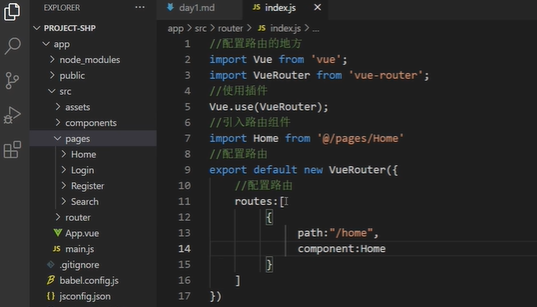 EXPLORER
PROJECT-SHP
app
node_modules
public
src
assets
components
pages
Home
Login
Register
Search
router
App.vue
main.js
.gitignore
babel.config.js
jsconfig.json
day1.md
JS index.js
app > src > router > JS index.js > ...
1 //配置路由的地方
2 import Vue from 'vue';
3 import VueRouter from 'vue-router';
4 //使用插件
5 Vue.use(VueRouter);
6 //引入路由组件
7 import Home from '@/pages/Home'
8 //配置路由
9 export default new VueRouter({
10 //配置路由
11 routes:[
12 {
13 path:"/home",
14 component:Home
15 }
16 ]
17 })